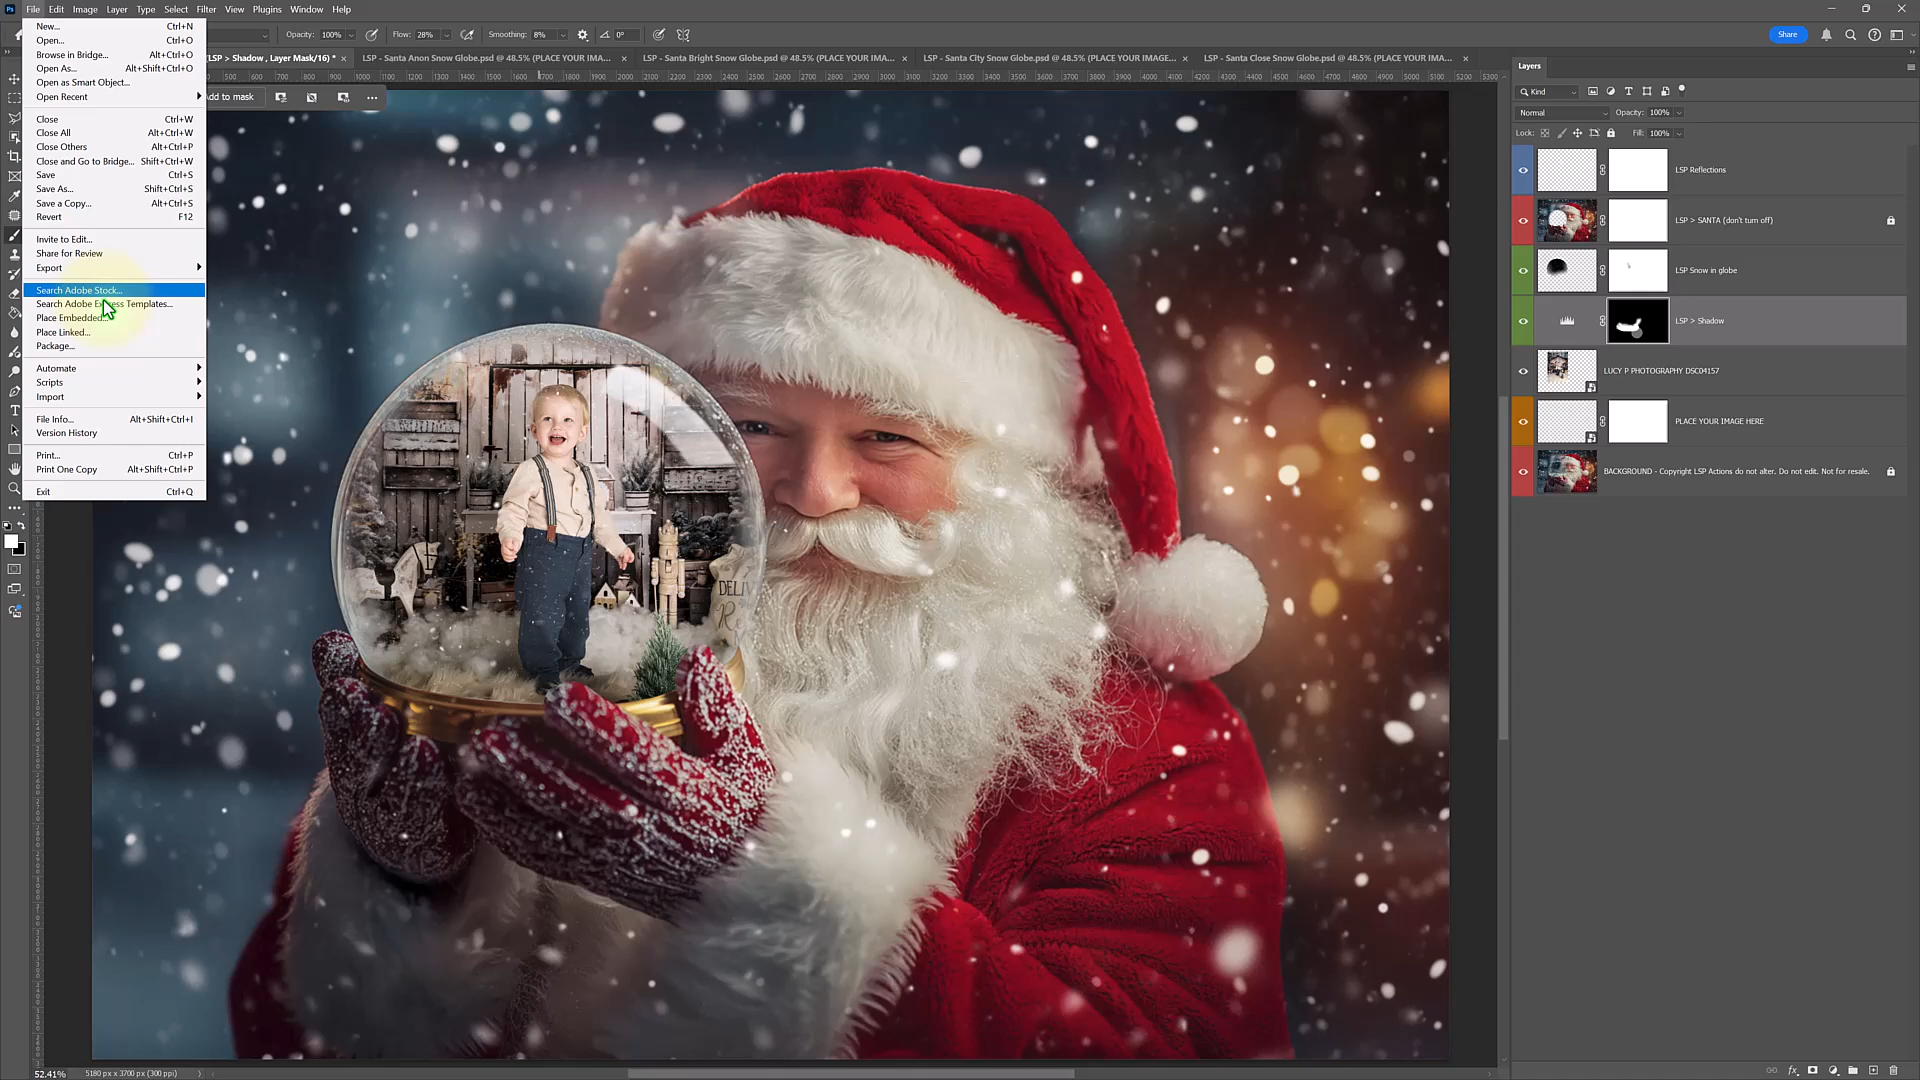 Ps File Edit Image Layer Type Select Filter View Plugins Window Help
Opacity: 100% Flow: 28% Smoothing: 8% 0° Share
(LSP > Shadow , Layer Mask/16) *
LSP - Santa Anon Snow Globe.psd @ 48.5% (PLACE YOUR IMA...
LSP - Santa Bright Snow Globe.psd @ 48.5% (PLACE YOUR IMA...
LSP - Santa City Snow Globe.psd @ 48.5% (PLACE YOUR IMAGE...
LSP - Santa Close Snow Globe.psd @ 48.5% (PLACE YOUR IMA...
Add to mask
New... Ctrl+N
Open... Ctrl+O
Browse in Bridge... Alt+Ctrl+O
Open As... Alt+Shift+Ctrl+O
Open as Smart Object...
Open Recent
Close Ctrl+W
Close All Alt+Ctrl+W
Close Others Alt+Ctrl+P
Close and Go to Bridge... Shift+Ctrl+W
Save Ctrl+S
Save As... Shift+Ctrl+S
Save a Copy... Alt+Ctrl+S
Revert F12
Invite to Edit...
Share for Review
Export
Search Adobe Stock...
Search Adobe Express Templates...
Place Embedded...
Place Linked...
Package...
Automate
Scripts
Import
File Info... Alt+Shift+Ctrl+I
Version History
Print... Ctrl+P
Print One Copy Alt+Shift+Ctrl+P
Exit Ctrl+Q
DELIV
Re
Layers
Kind
Normal Opacity: 100%
Lock: Fill: 100%
LSP Reflections
LSP > SANTA (don't turn off)
LSP Snow in globe
LSP > Shadow
LUCY P PHOTOGRAPHY DSC04157
PLACE YOUR IMAGE HERE
BACKGROUND - Copyright LSP Actions do not alter. Do not edit. Not for resale.
52.41% 5180 px x 3700 px (300 ppi)